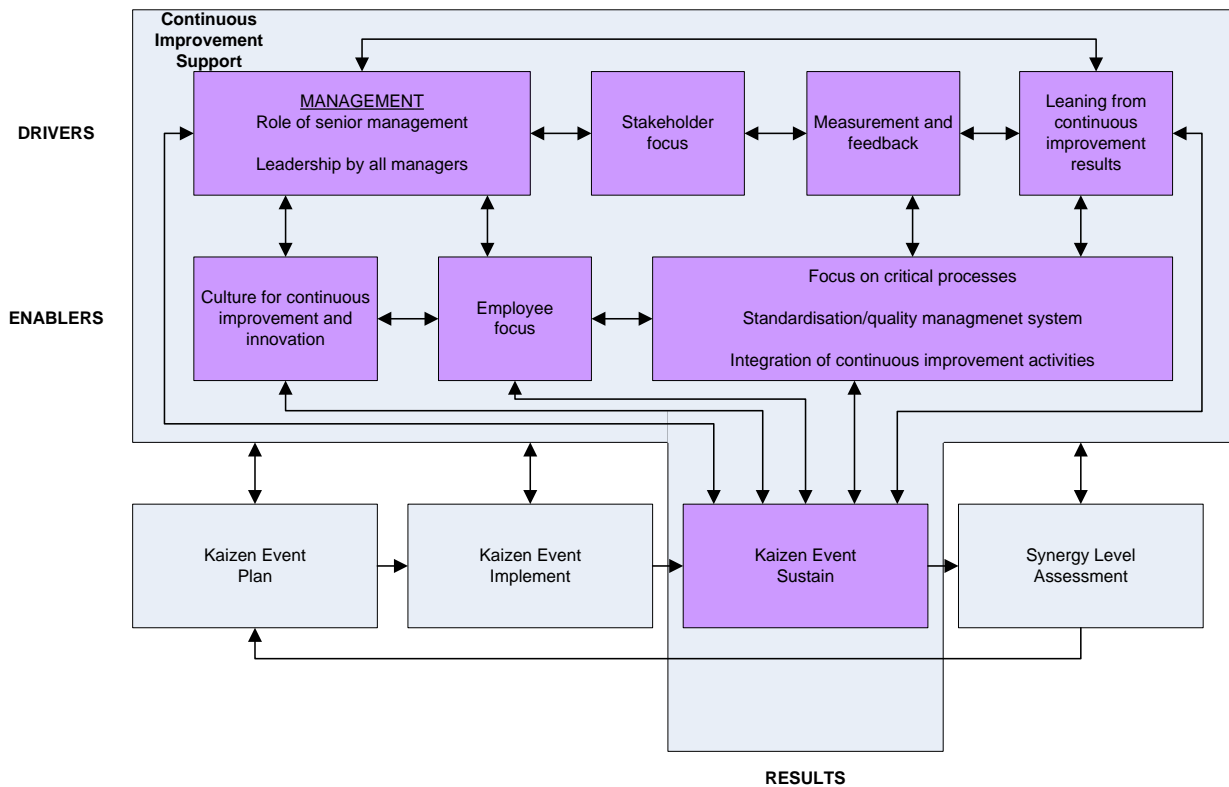 Continuous
Improvement
Support
DRIVERS
MANAGEMENT
Role of senior management
Leadership by all managers
Stakeholder
focus
Measurement and
feedback
Leaning from
continuous
improvement
results
ENABLERS
Culture for continuous
improvement and
innovation
Employee
focus
Focus on critical processes
Standardisation/quality managmenet system
Integration of continuous improvement activities
Kaizen Event
Plan
Kaizen Event
Implement
Kaizen Event
Sustain
Synergy Level
Assessment
RESULTS